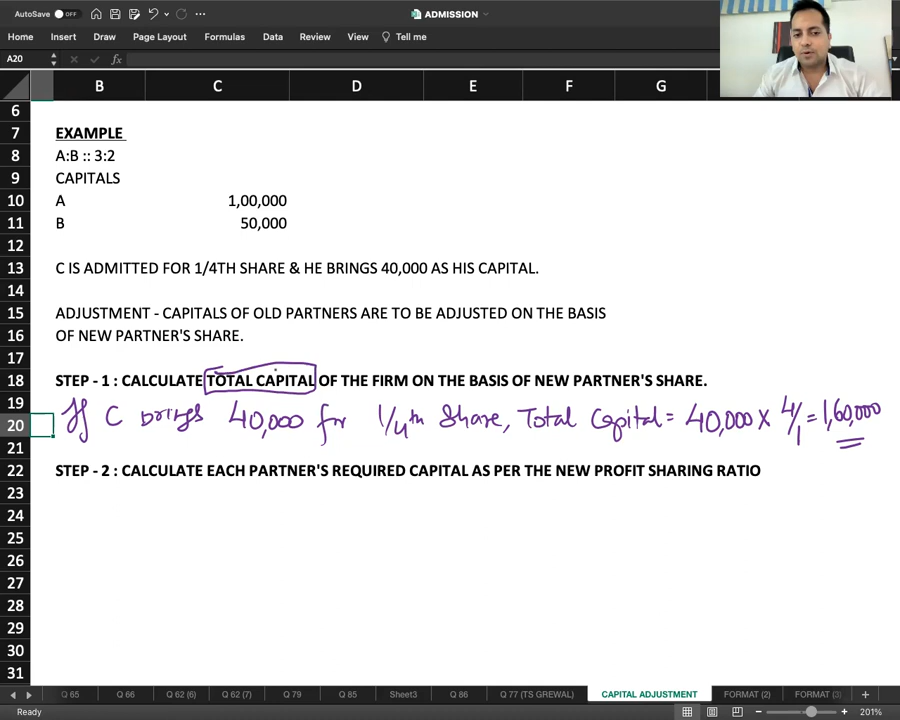 AutoSave OFF ADMISSION
Home Insert Draw Page Layout Formulas Data Review View Tell me
A20 fx
B C D E F G
6
7 EXAMPLE
8 A:B :: 3:2
9 CAPITALS
10 A 1,00,000
11 B 50,000
12
13 C IS ADMITTED FOR 1/4TH SHARE & HE BRINGS 40,000 AS HIS CAPITAL.
14
15 ADJUSTMENT - CAPITALS OF OLD PARTNERS ARE TO BE ADJUSTED ON THE BASIS
16 OF NEW PARTNER'S SHARE.
17
18 STEP - 1 : CALCULATE TOTAL CAPITAL OF THE FIRM ON THE BASIS OF NEW PARTNER'S SHARE.
19
20 If C brings 40,000 for 1/4th Share, Total Capital = 40,000 × 4/1 = 1,60,000
21
22 STEP - 2 : CALCULATE EACH PARTNER'S REQUIRED CAPITAL AS PER THE NEW PROFIT SHARING RATIO
23
24
25
26
27
28
29
30
31
Q 65 Q 66 Q 62 (6) Q 62 (7) Q 79 Q 85 Sheet3 Q 86 Q 77 (TS GREWAL) CAPITAL ADJUSTMENT FORMAT (2) FORMAT (3)
Ready 201%